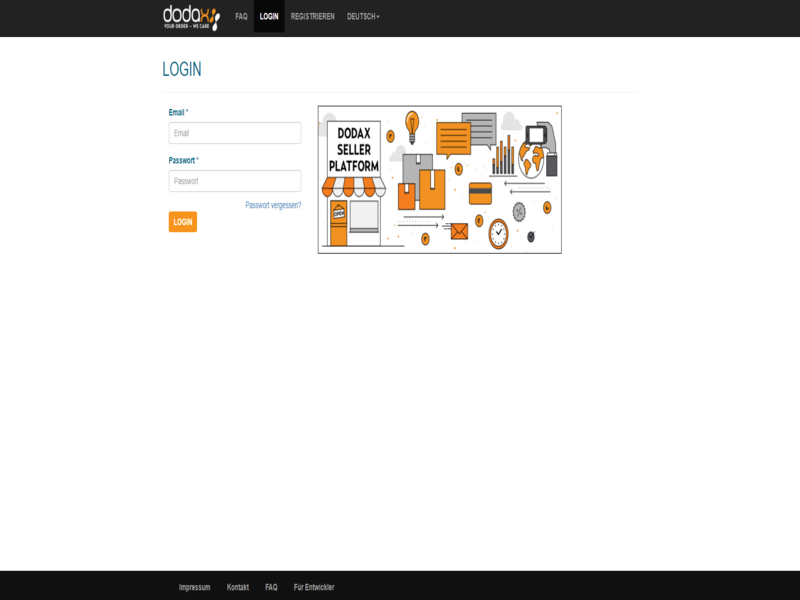 dodax
YOUR ORDER – WE CARE
FAQ
LOGIN
REGISTRIEREN
DEUTSCH
LOGIN
Email *
Email
Passwort *
Passwort
Passwort vergessen?
LOGIN
DODAX
SELLER
PLATFORM
OPEN
Impressum
Kontakt
FAQ
Für Entwickler